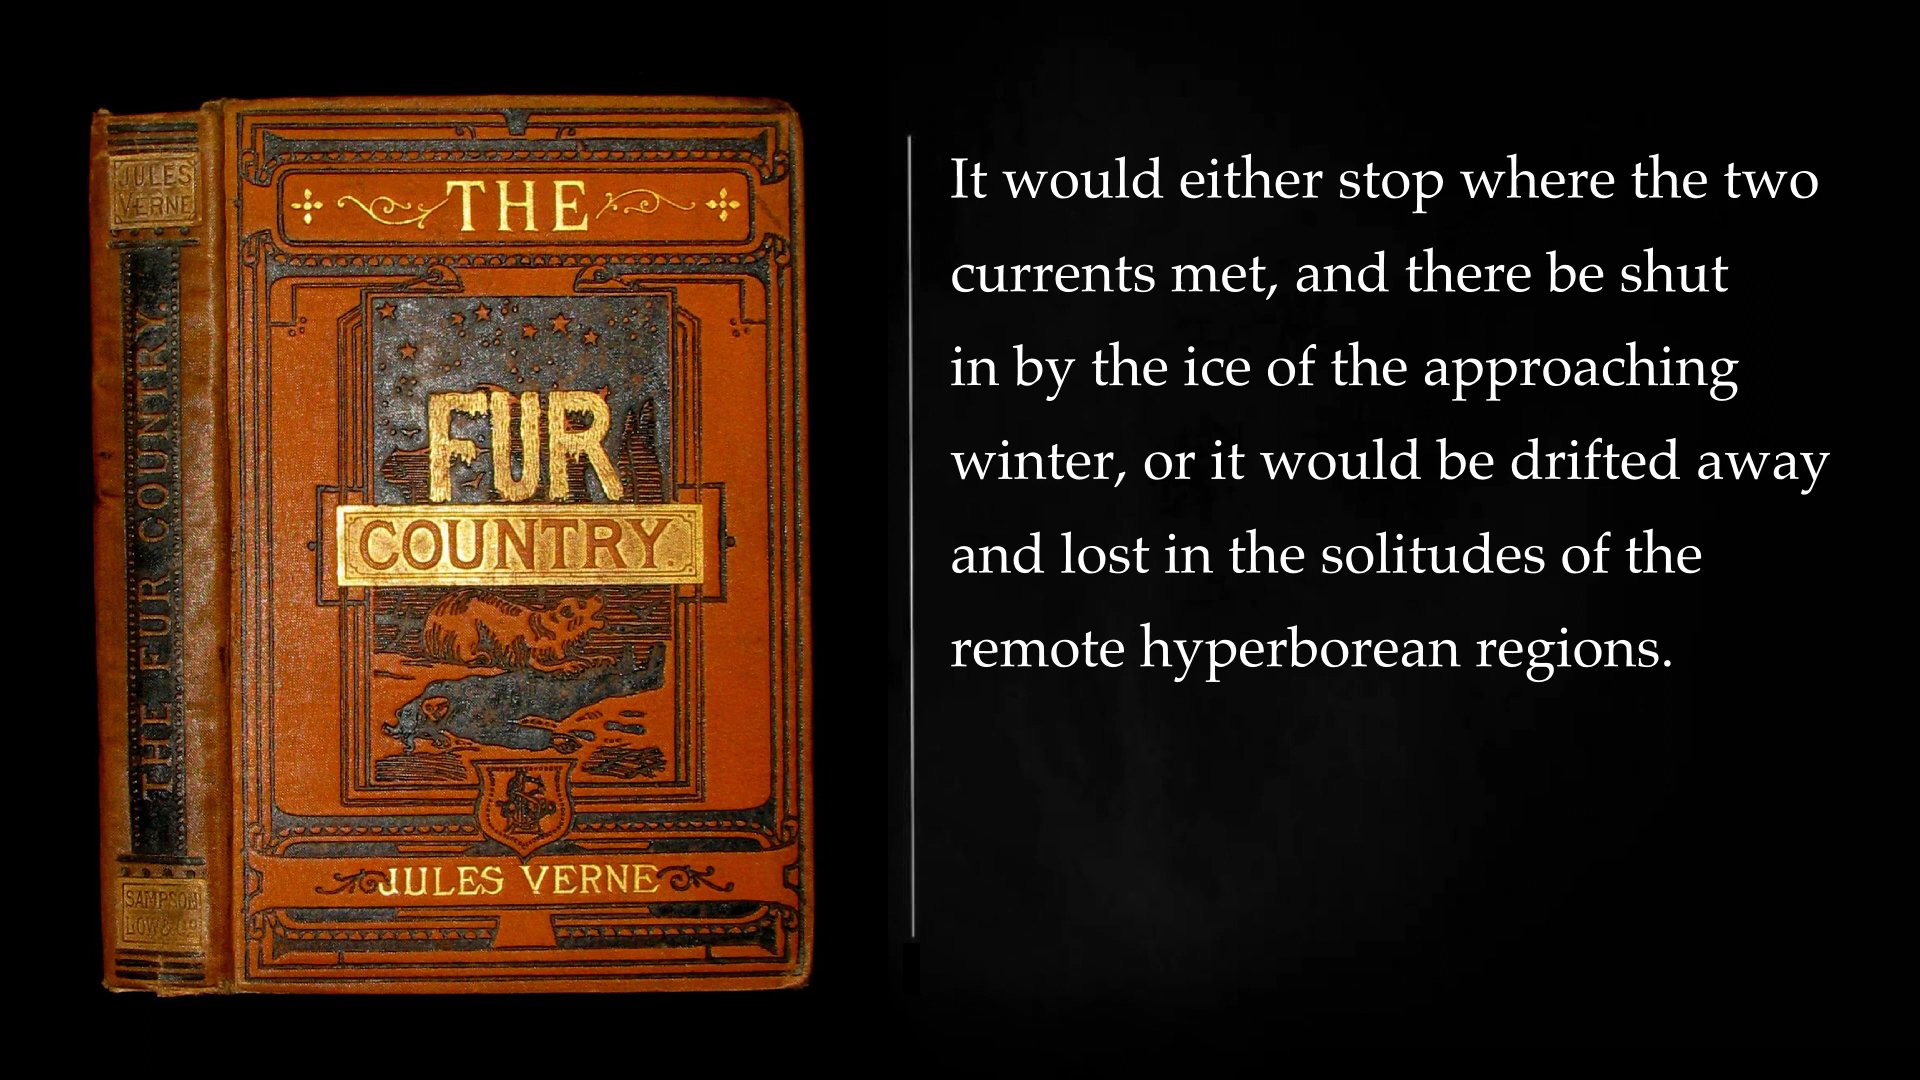 JULES
VERNE
THE FUR COUNTRY.
SAMPSON
LOW & Co
THE
FUR
COUNTRY.
JULES VERNE
It would either stop where the two
currents met, and there be shut
in by the ice of the approaching
winter, or it would be drifted away
and lost in the solitudes of the
remote hyperborean regions.